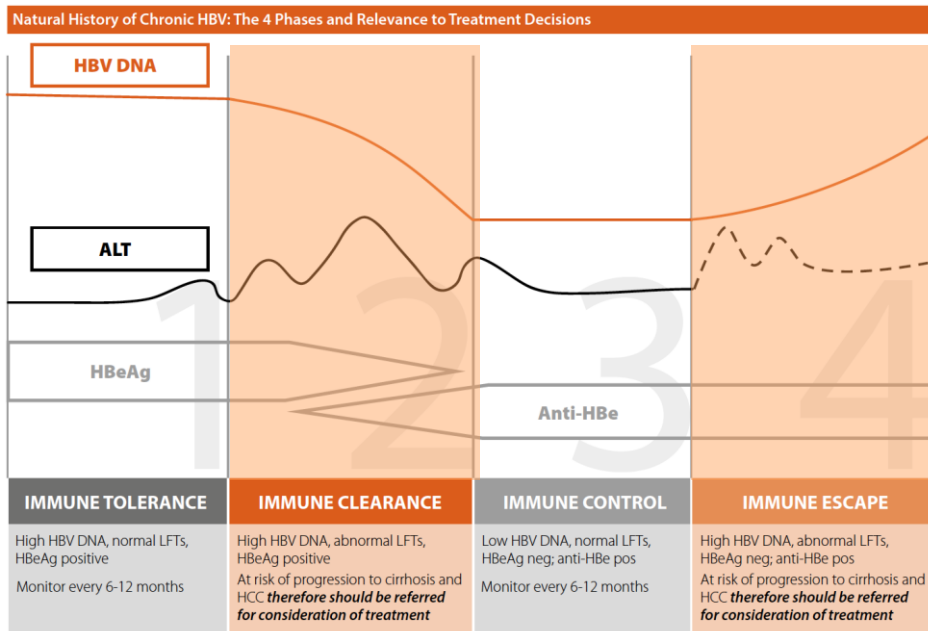 Natural History of Chronic HBV: The 4 Phases and Relevance to Treatment Decisions
HBV DNA
ALT
1
2
3
4
HBeAg
Anti-HBe
IMMUNE TOLERANCE
High HBV DNA, normal LFTs,
HBeAg positive
Monitor every 6-12 months
IMMUNE CLEARANCE
High HBV DNA, abnormal LFTs,
HBeAg positive
At risk of progression to cirrhosis and
HCC therefore should be referred
for consideration of treatment
IMMUNE CONTROL
Low HBV DNA, normal LFTs,
HBeAg neg; anti-HBe pos
Monitor every 6-12 months
IMMUNE ESCAPE
High HBV DNA, abnormal LFTs,
HBeAg neg; anti-HBe pos
At risk of progression to cirrhosis and
HCC therefore should be referred
for consideration of treatment